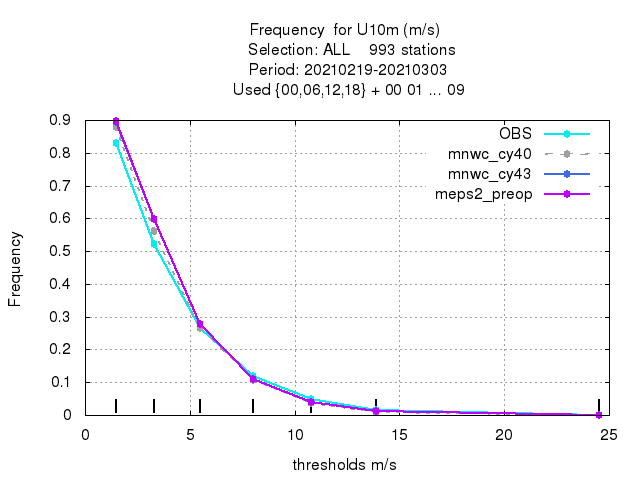 Frequency  for U10m (m/s)
Selection: ALL    993 stations
Period: 20210219-20210303
Used {00,06,12,18} + 00 01 ... 09
OBS
mnwc_cy40
mnwc_cy43
meps2_preop
0.9
0.8
0.7
0.6
0.5
0.4
0.3
0.2
0.1
0
Frequency
0 5 10 15 20 25
thresholds m/s